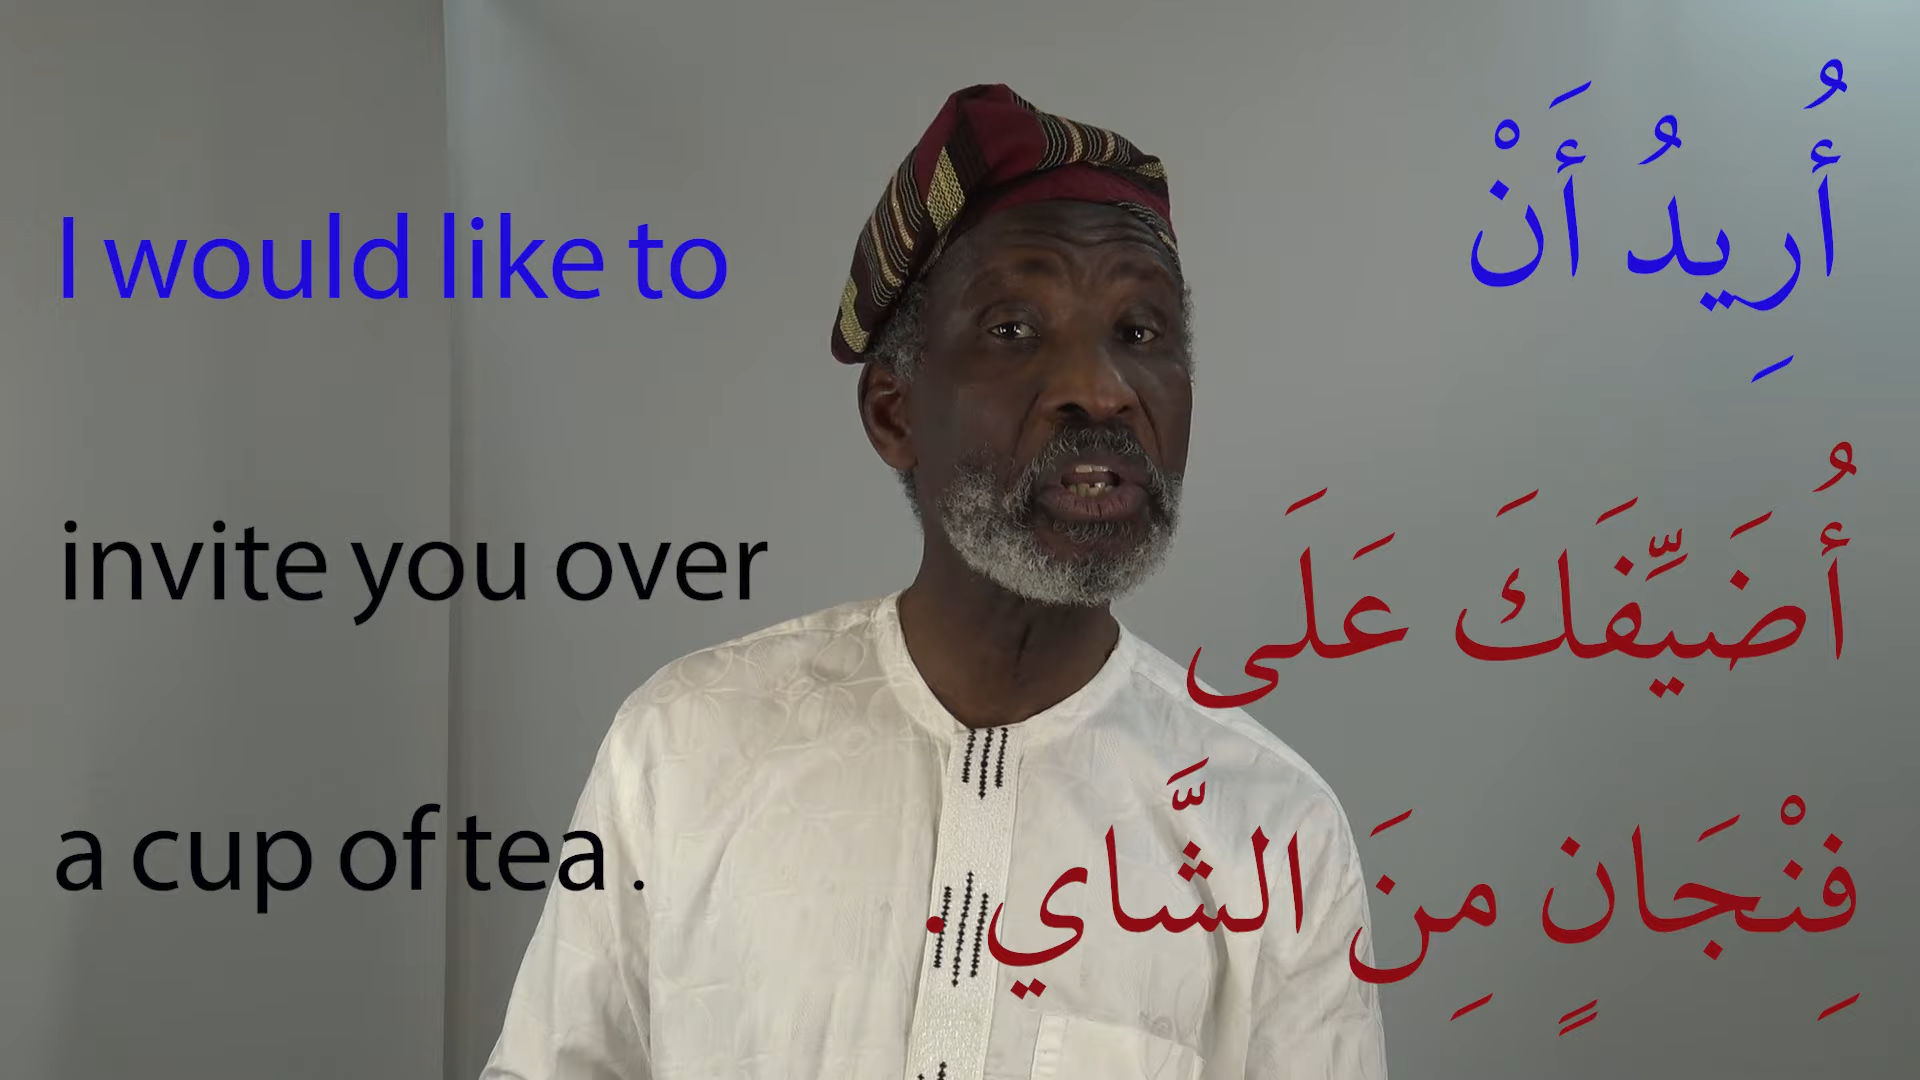 I would like to
invite you over
a cup of tea .
أُرِيدُ أَنْ
أُضَيِّفَكَ عَلَى
فِنْجَانٍ مِنَ الشَّاي .